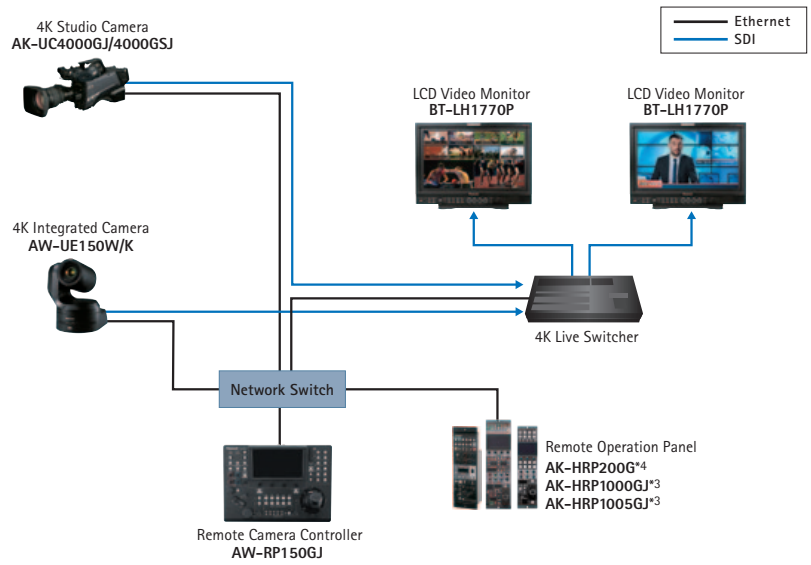 4K Studio Camera
AK-UC4000GJ/4000GSJ
Ethernet
SDI
LCD Video Monitor
BT-LH1770P
LCD Video Monitor
BT-LH1770P
4K Integrated Camera
AW-UE150W/K
4K Live Switcher
Network Switch
Remote Camera Controller
AW-RP150GJ
Remote Operation Panel
AK-HRP200G*4
AK-HRP1000GJ*3
AK-HRP1005GJ*3